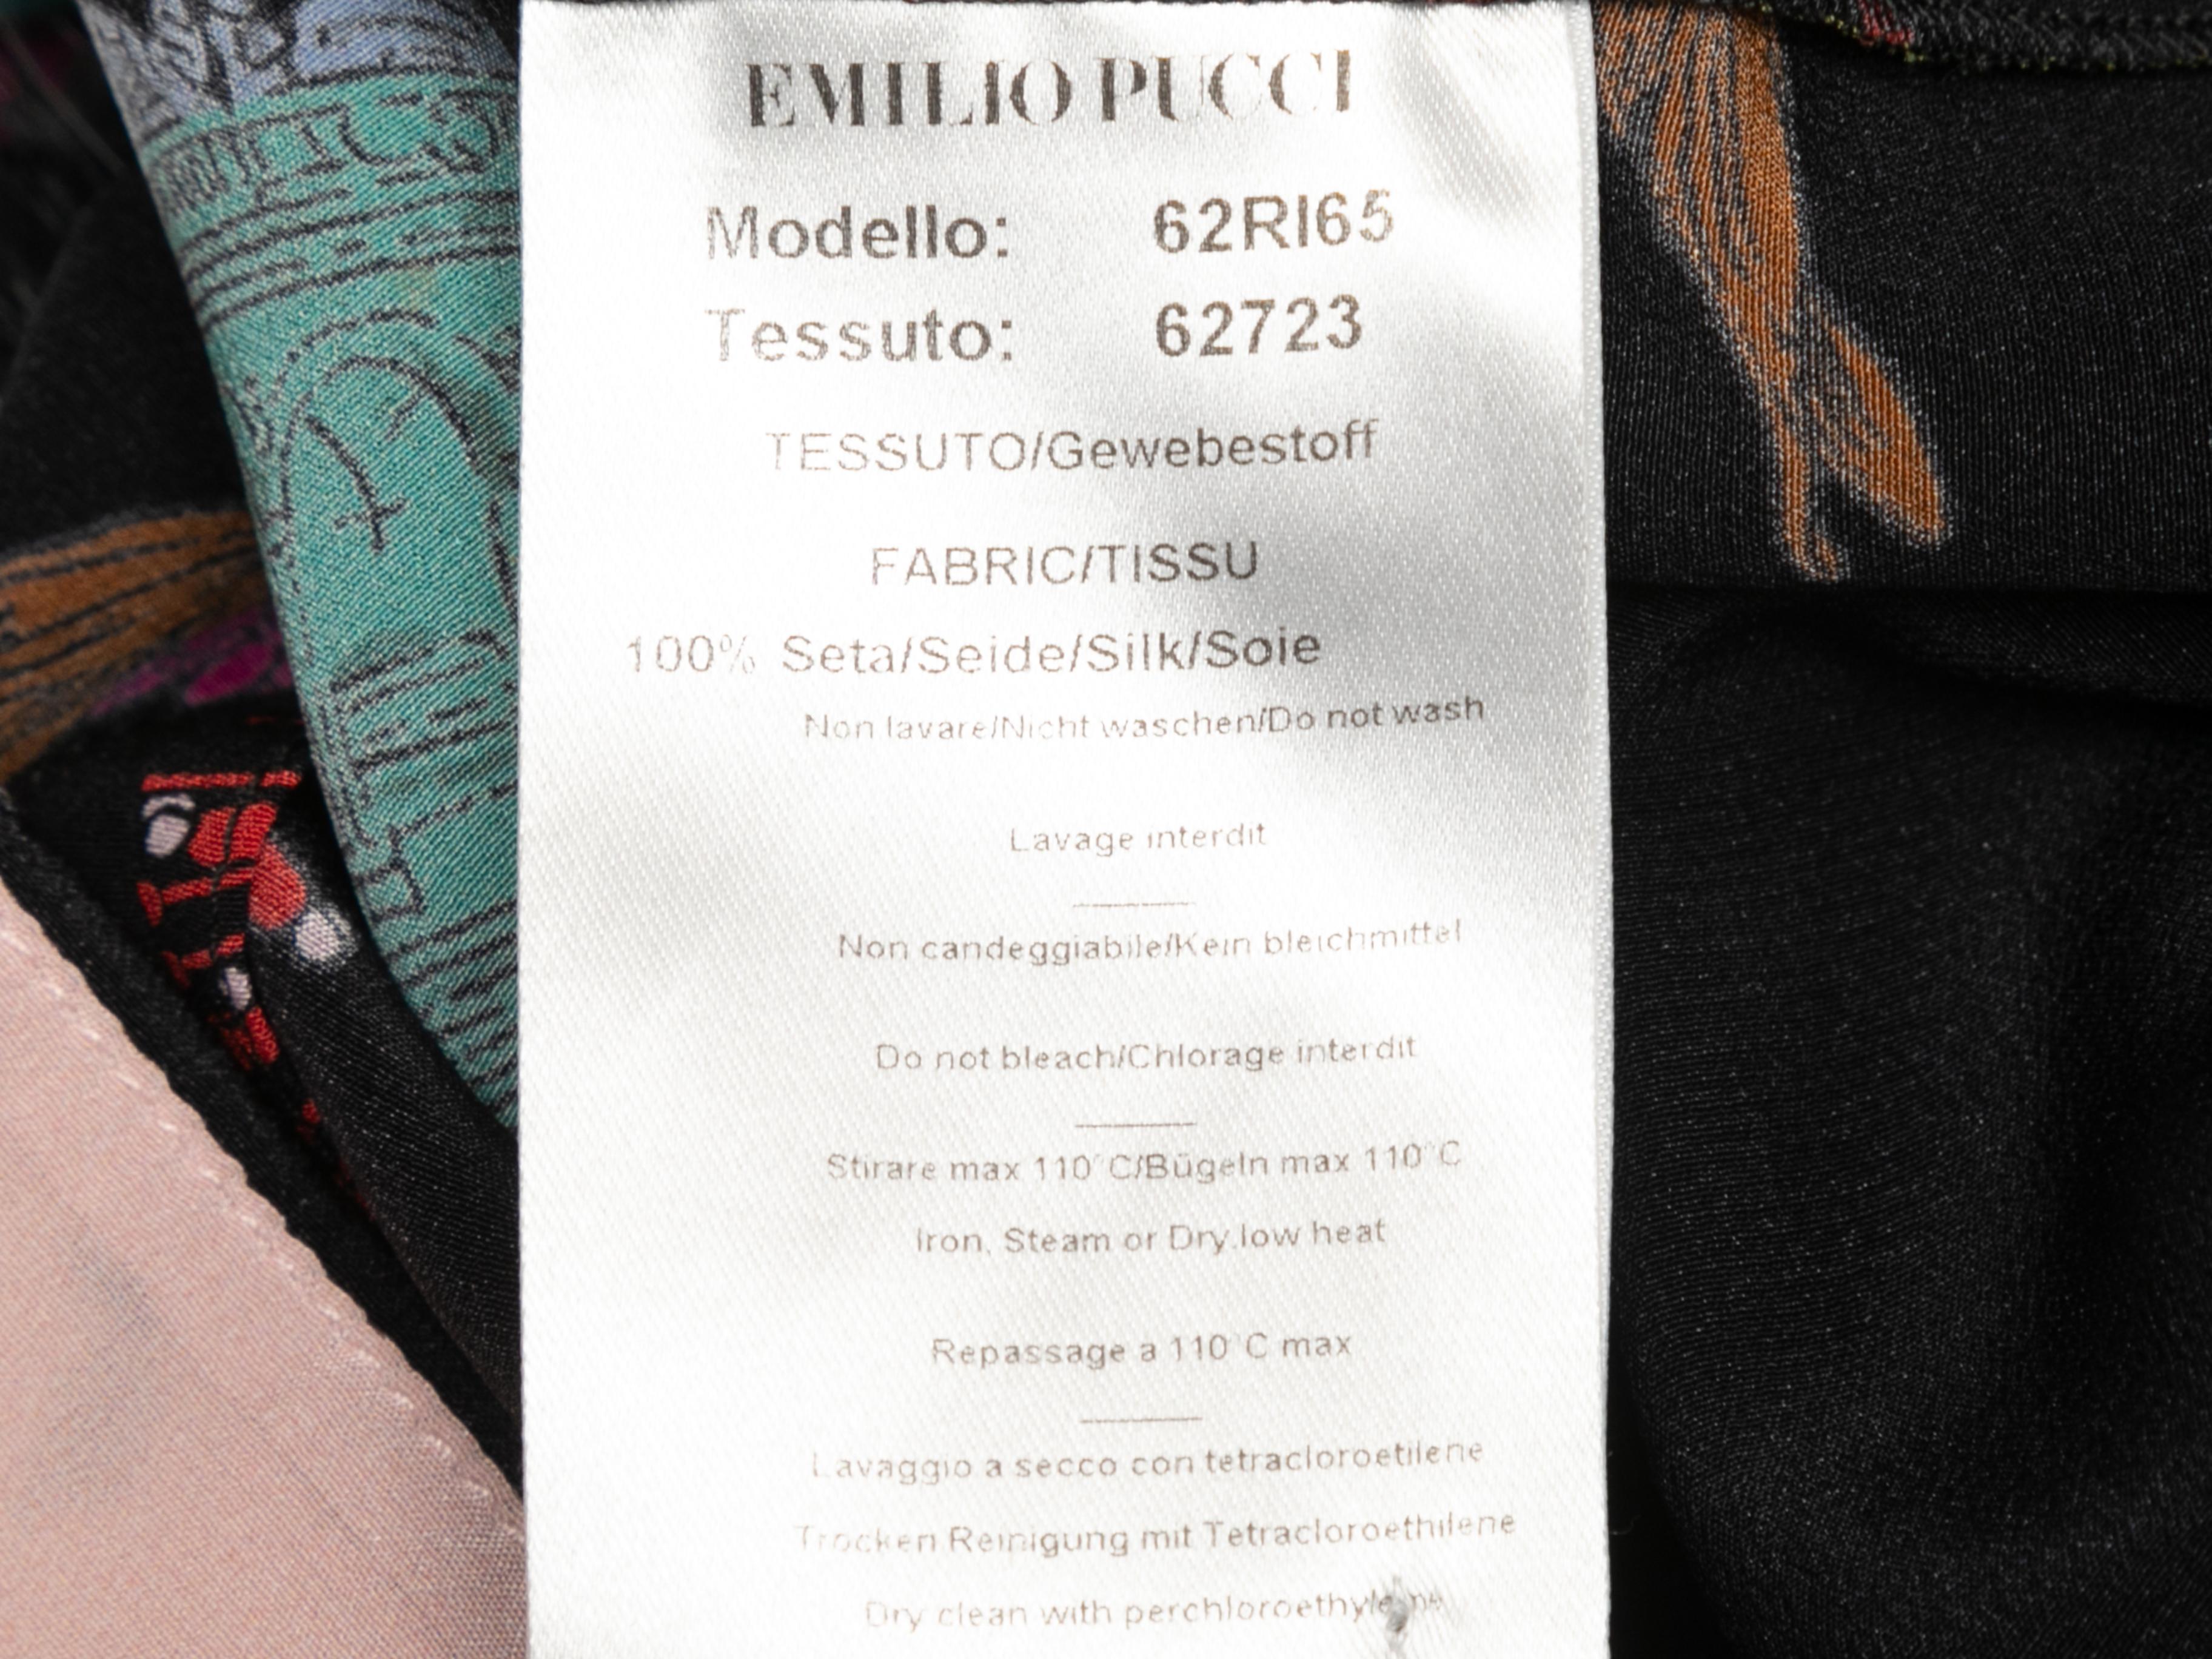 EMILIO PUCCI
Modello: 62RI65
Tessuto: 62723
TESSUTO/Gewebestoff
FABRIC/TISSU
100% Seta/Seide/Silk/Soie
Non lavare/Nicht waschen/Do not wash
Lavage interdit
Non candeggiabile/Kein bleichmittel
Do not bleach/Chlorage interdit
Stirare max 110°C/Bügeln max 110°C
Iron, Steam or Dry.low heat
Repassage a 110°C max
Lavaggio a secco con tetracloroetilene
Trocken Reinigung mit Tetracloroethilene
Dry clean with perchloroethylene